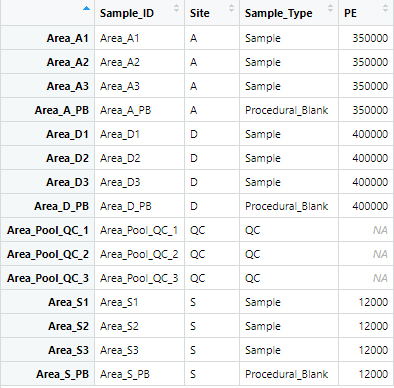 Sample_ID Site Sample_Type PE
Area_A1 Area_A1 A Sample 350000
Area_A2 Area_A2 A Sample 350000
Area_A3 Area_A3 A Sample 350000
Area_A_PB Area_A_PB A Procedural_Blank 350000
Area_D1 Area_D1 D Sample 400000
Area_D2 Area_D2 D Sample 400000
Area_D3 Area_D3 D Sample 400000
Area_D_PB Area_D_PB D Procedural_Blank 400000
Area_Pool_QC_1 Area_Pool_QC_1 QC QC NA
Area_Pool_QC_2 Area_Pool_QC_2 QC QC NA
Area_Pool_QC_3 Area_Pool_QC_3 QC QC NA
Area_S1 Area_S1 S Sample 12000
Area_S2 Area_S2 S Sample 12000
Area_S3 Area_S3 S Sample 12000
Area_S_PB Area_S_PB S Procedural_Blank 12000